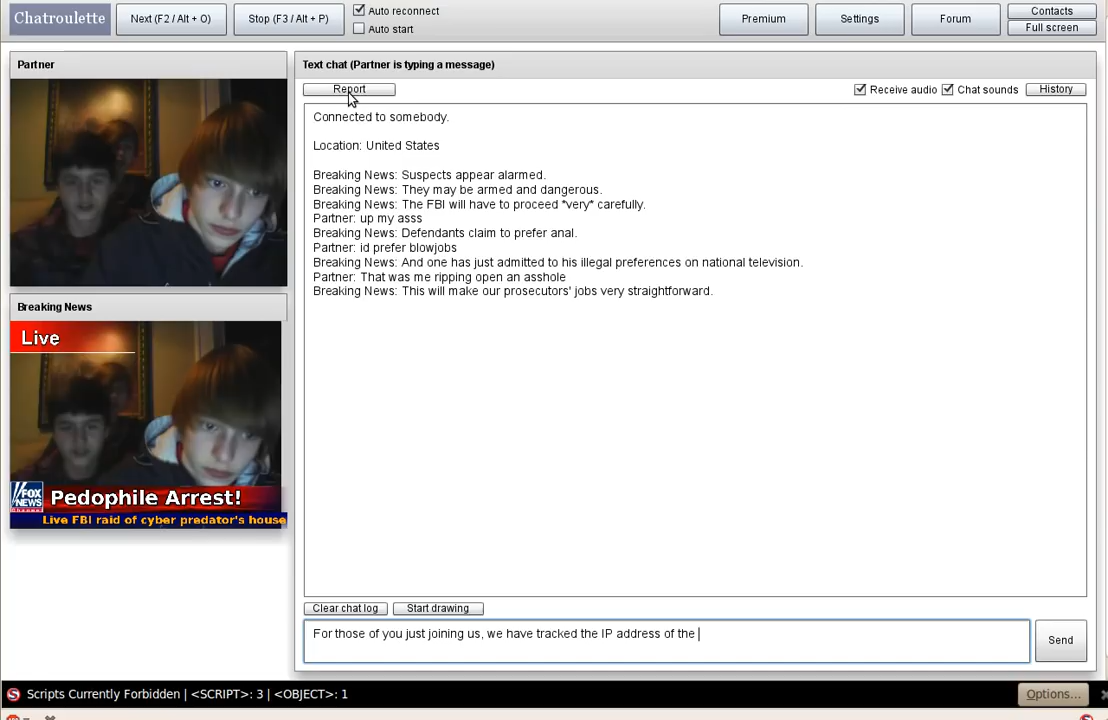 Chatroulette
Next (F2 / Alt + O)
Stop (F3 / Alt + P)
Auto reconnect
Auto start
Premium
Settings
Forum
Contacts
Full screen
Partner
Text chat (Partner is typing a message)
Report
Receive audio
Chat sounds
History
Connected to somebody.
Location: United States
Breaking News: Suspects appear alarmed.
Breaking News: They may be armed and dangerous.
Breaking News: The FBI will have to proceed *very* carefully.
Partner: up my asss
Breaking News: Defendants claim to prefer anal.
Partner: id prefer blowjobs
Breaking News: And one has just admitted to his illegal preferences on national television.
Partner: That was me ripping open an asshole
Breaking News: This will make our prosecutors' jobs very straightforward.
Breaking News
Live
FOX
NEWS
channel
Pedophile Arrest!
Live FBI raid of cyber predator's house
Clear chat log
Start drawing
For those of you just joining us, we have tracked the IP address of the
Send
Scripts Currently Forbidden | <SCRIPT>: 3 | <OBJECT>: 1
Options...